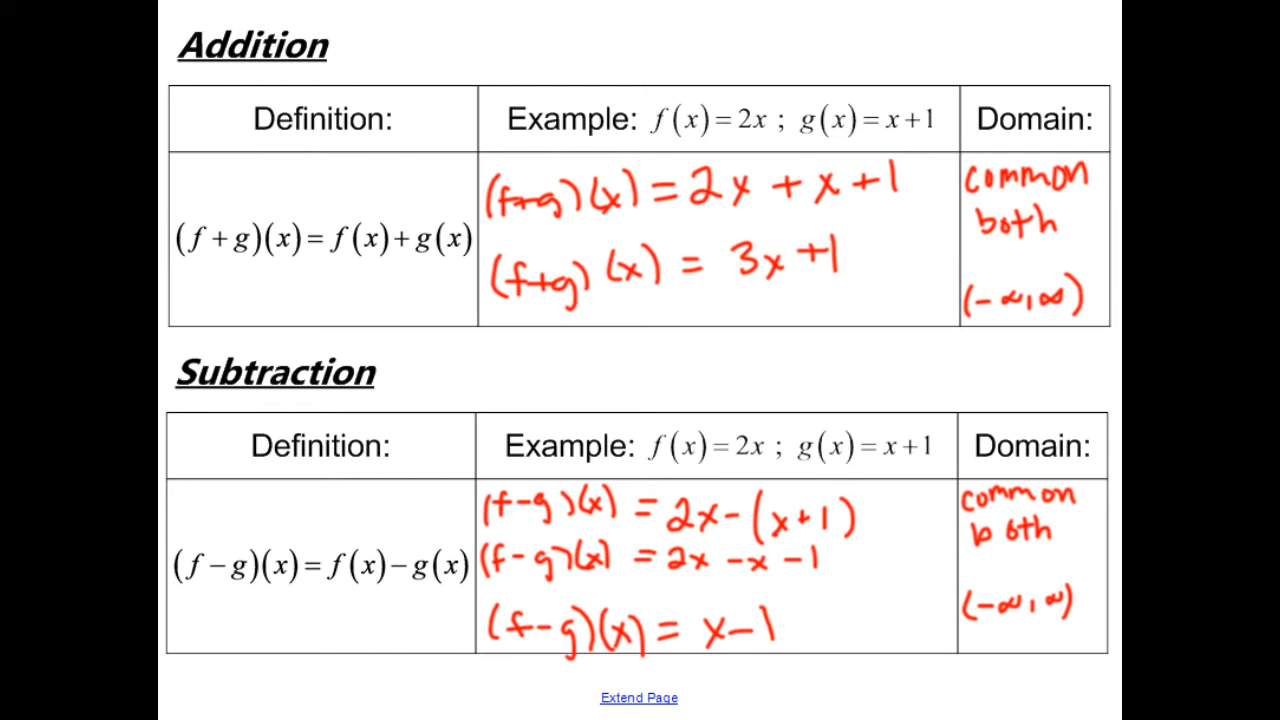 Addition
Definition: Example: f(x)=2x ; g(x)=x+1 Domain:
(f+g)(x)=f(x)+g(x)
(f+g)(x) = 2x + x + 1
(f+g)(x) = 3x + 1
common
both
(-∞,∞)
Subtraction
Definition: Example: f(x)=2x ; g(x)=x+1 Domain:
(f-g)(x)=f(x)-g(x)
(f-g)(x) = 2x-(x+1)
(f-g)(x) = 2x -x -1
(f-g)(x) = x-1
common
both
(-∞,∞)
Extend Page